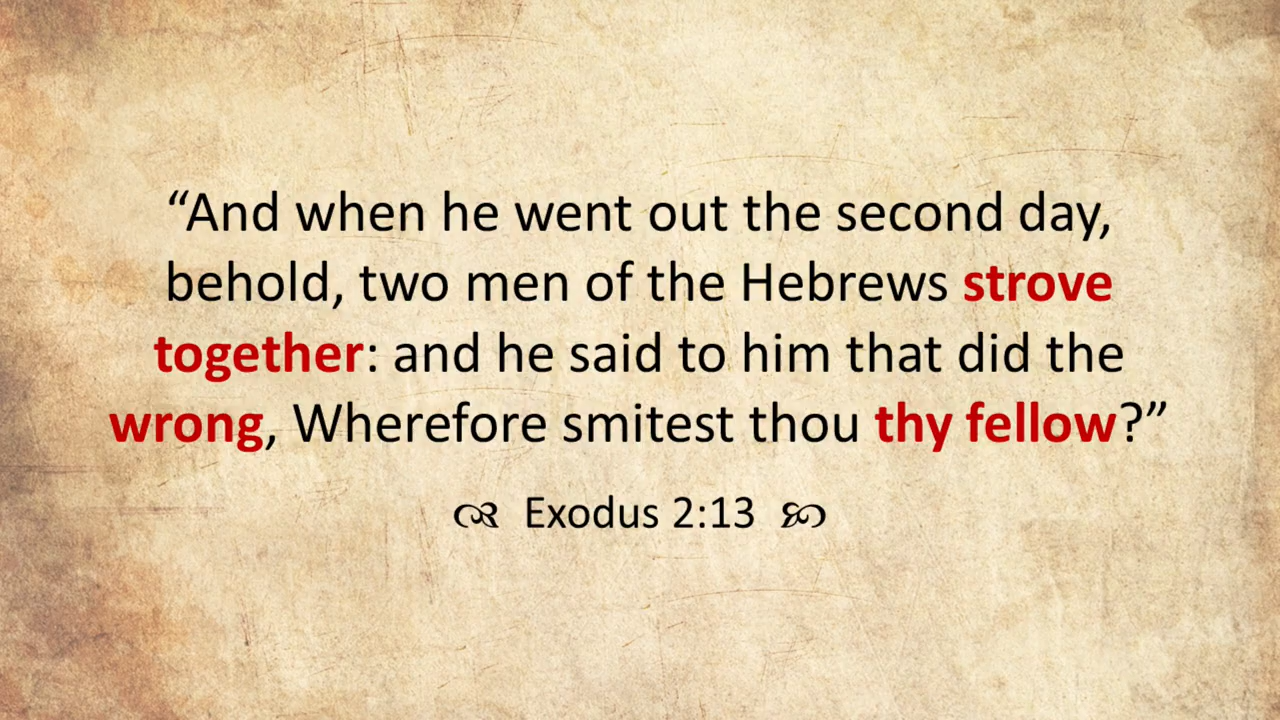 “And when he went out the second day,
behold, two men of the Hebrews strove
together: and he said to him that did the
wrong, Wherefore smitest thou thy fellow?”
Exodus 2:13